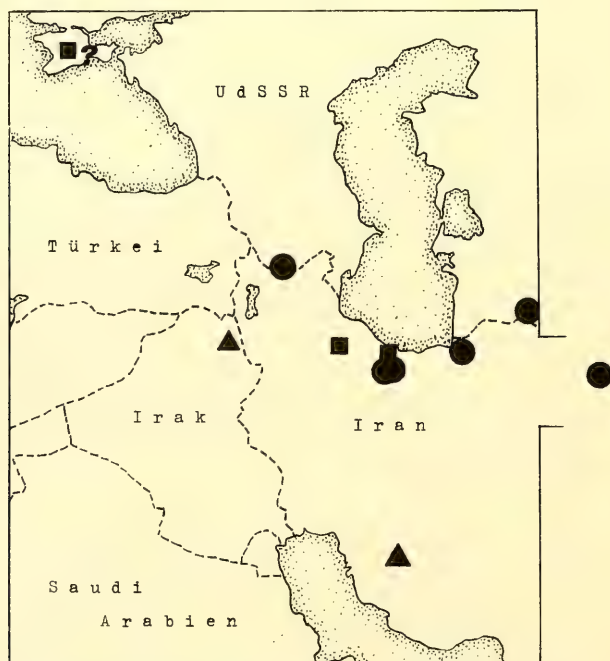 ?
UdSSR
Türkei
Irak
Iran
Saudi
Arabien